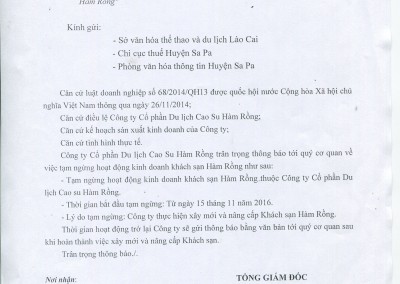 Hàm Rồng"
Kính gửi:
- Sở văn hóa thể thao và du lịch Lào Cai
- Chi cục thuế Huyện Sa Pa
- Phòng văn hóa thông tin Huyện Sa Pa
Căn cứ luật doanh nghiệp số 68/2014/QH13 được quốc hội nước Cộng hòa Xã hội chủ
nghĩa Việt Nam thông qua ngày 26/11/2014;
Căn cứ điều lệ Công ty Cổ phần Du lịch Cao Su Hàm Rồng;
Căn cứ kế hoạch sản xuất kinh doanh của Công ty;
Căn cứ tình hình thực tế.
Công ty Cổ phần Du lịch Cao Su Hàm Rồng trân trọng thông báo tới quý cơ quan về
việc tạm ngừng hoạt động kinh doanh khách sạn Hàm Rồng như sau:
- Tạm ngừng hoạt động kinh doanh khách sạn Hàm Rồng thuộc Công ty Cổ phần Du
lịch Cao su Hàm Rồng.
- Thời gian bắt đầu tạm ngừng: Từ ngày 15 tháng 11 năm 2016.
- Lý do tạm ngừng: Công ty thực hiện xây mới và nâng cấp Khách sạn Hàm Rồng.
Thời gian hoạt động trở lại Công ty sẽ gửi thông báo bằng văn bản tới quý cơ quan sau
khi hoàn thành việc xây mới và nâng cấp Khách sạn.
Trân trọng thông báo./.
Nơi nhận:
TỔNG GIÁM ĐỐC